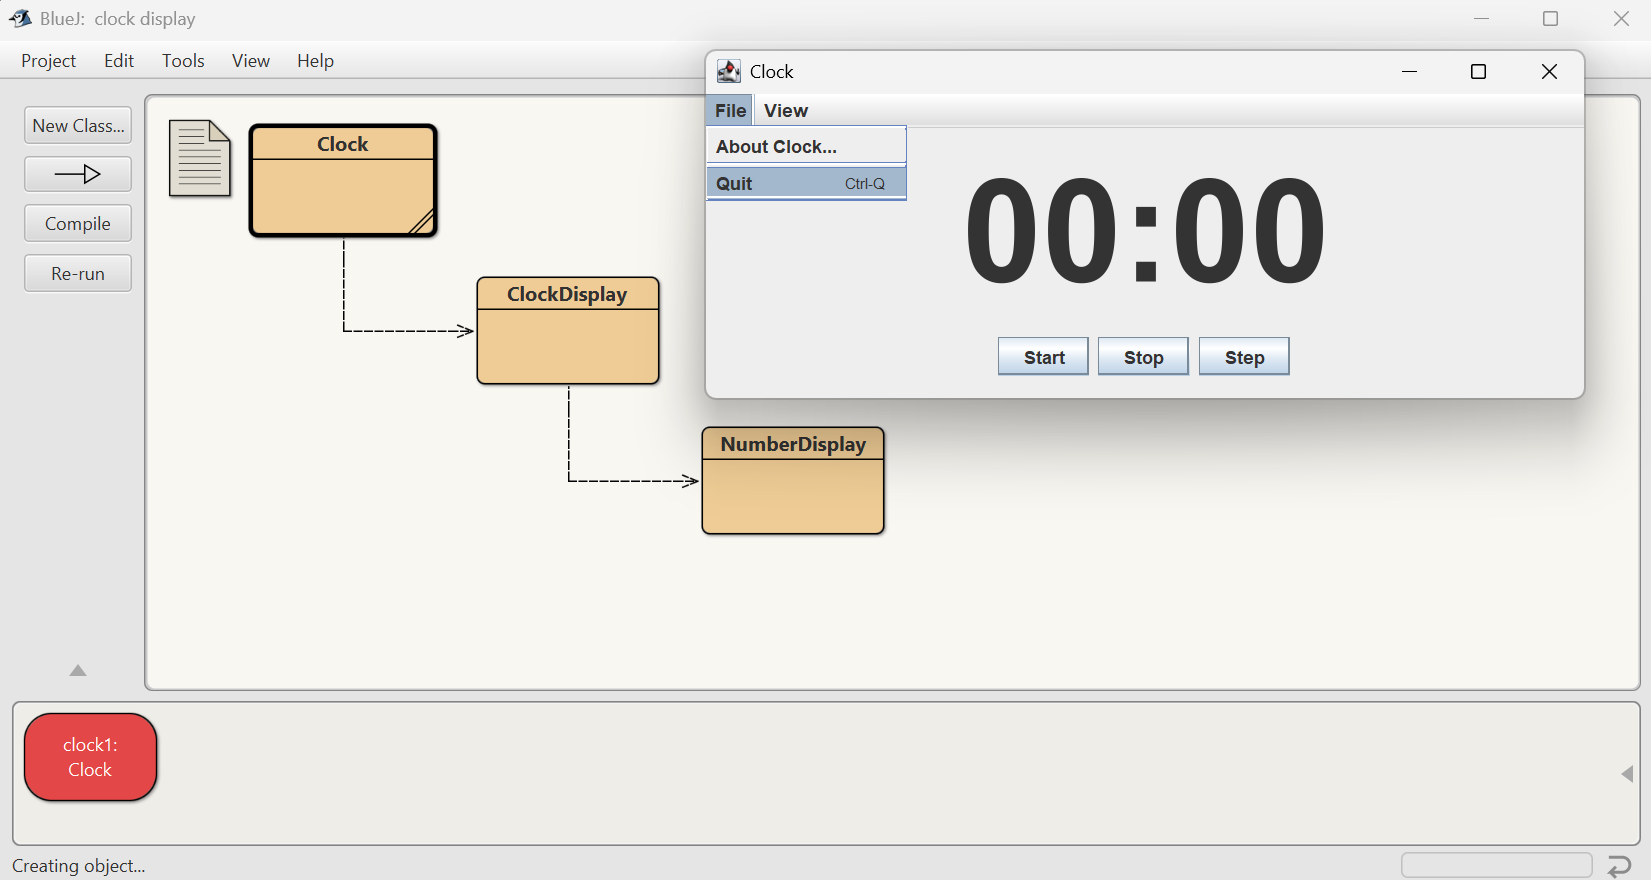 BlueJ: clock display
Project Edit Tools View Help
New Class...
Compile
Re-run
Clock
ClockDisplay
NumberDisplay
Clock
File View
About Clock...
Quit Ctrl-Q
00:00
Start Stop Step
clock1:
Clock
Creating object...